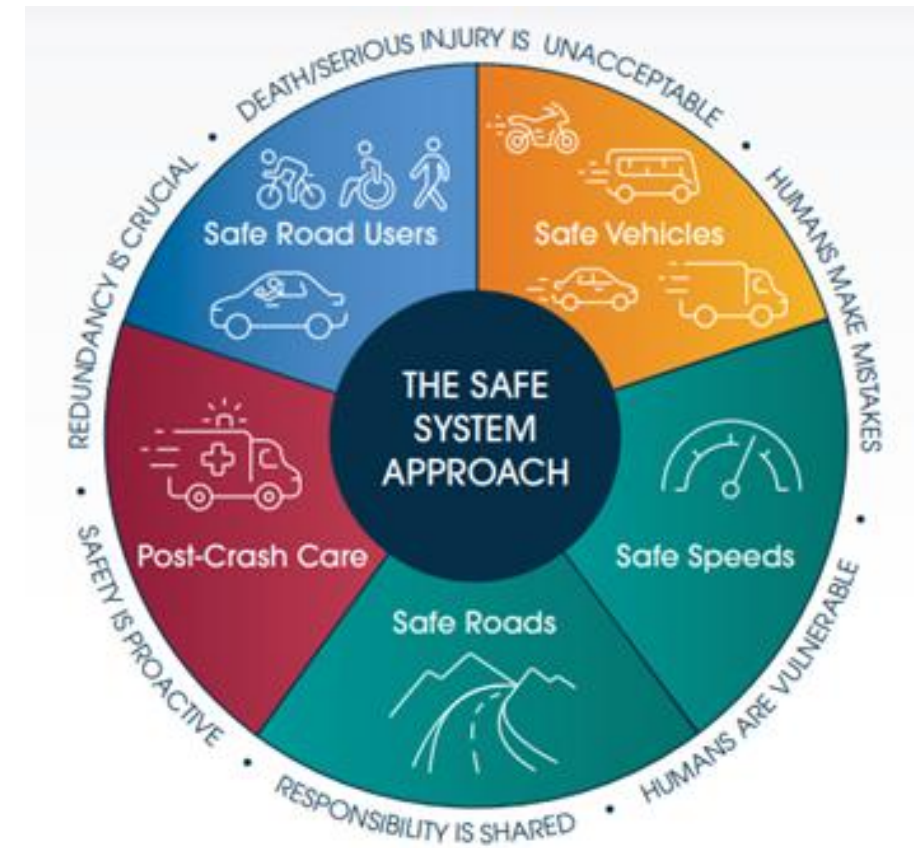 DEATH/SERIOUS INJURY IS UNACCEPTABLE
HUMANS MAKE MISTAKES
HUMANS ARE VULNERABLE
RESPONSIBILITY IS SHARED
SAFETY IS PROACTIVE
REDUNDANCY IS CRUCIAL
Safe Road Users
Safe Vehicles
THE SAFE
SYSTEM
APPROACH
Post-Crash Care
Safe Speeds
Safe Roads